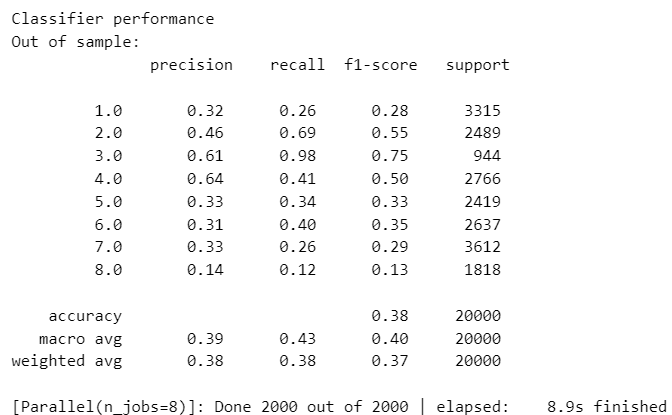 Classifier performance
Out of sample:
precision recall f1-score support
1.0 0.32 0.26 0.28 3315
2.0 0.46 0.69 0.55 2489
3.0 0.61 0.98 0.75 944
4.0 0.64 0.41 0.50 2766
5.0 0.33 0.34 0.33 2419
6.0 0.31 0.40 0.35 2637
7.0 0.33 0.26 0.29 3612
8.0 0.14 0.12 0.13 1818
accuracy 0.38 20000
macro avg 0.39 0.43 0.40 20000
weighted avg 0.38 0.38 0.37 20000
[Parallel(n_jobs=8)]: Done 2000 out of 2000 | elapsed: 8.9s finished